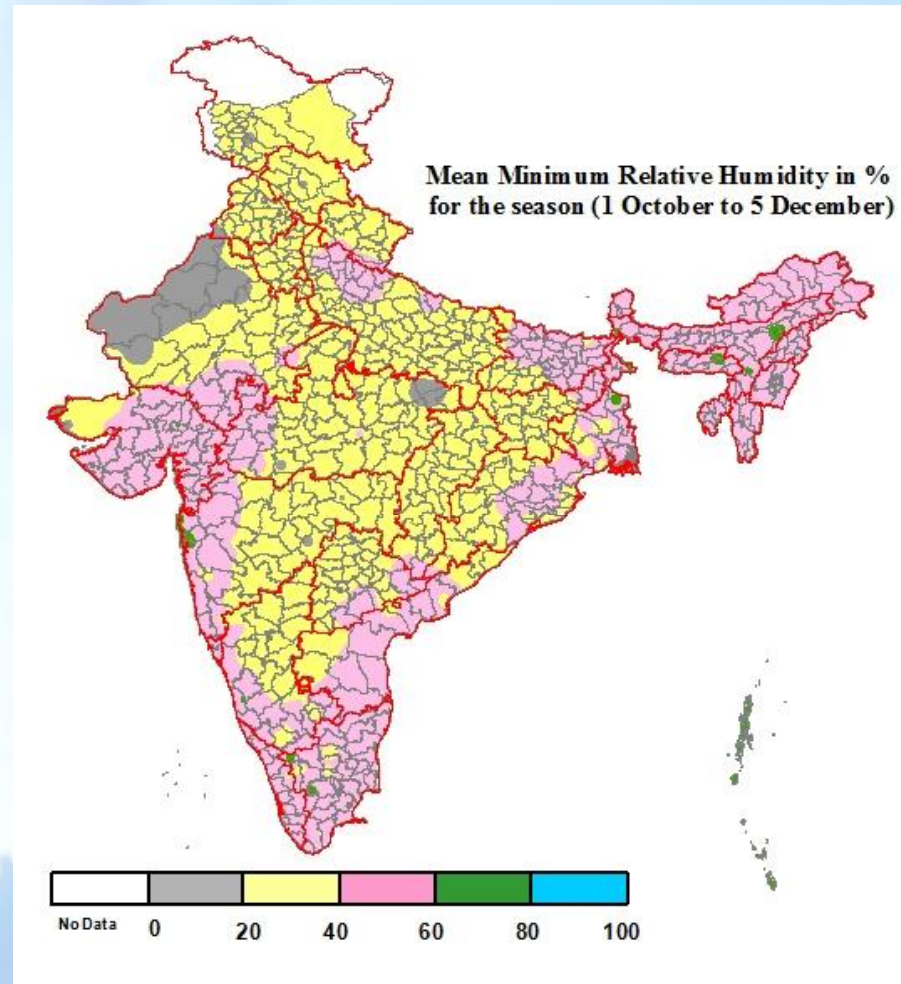 Mean Minimum Relative Humidity in %
for the season (1 October to 5 December)
No Data 0 20 40 60 80 100